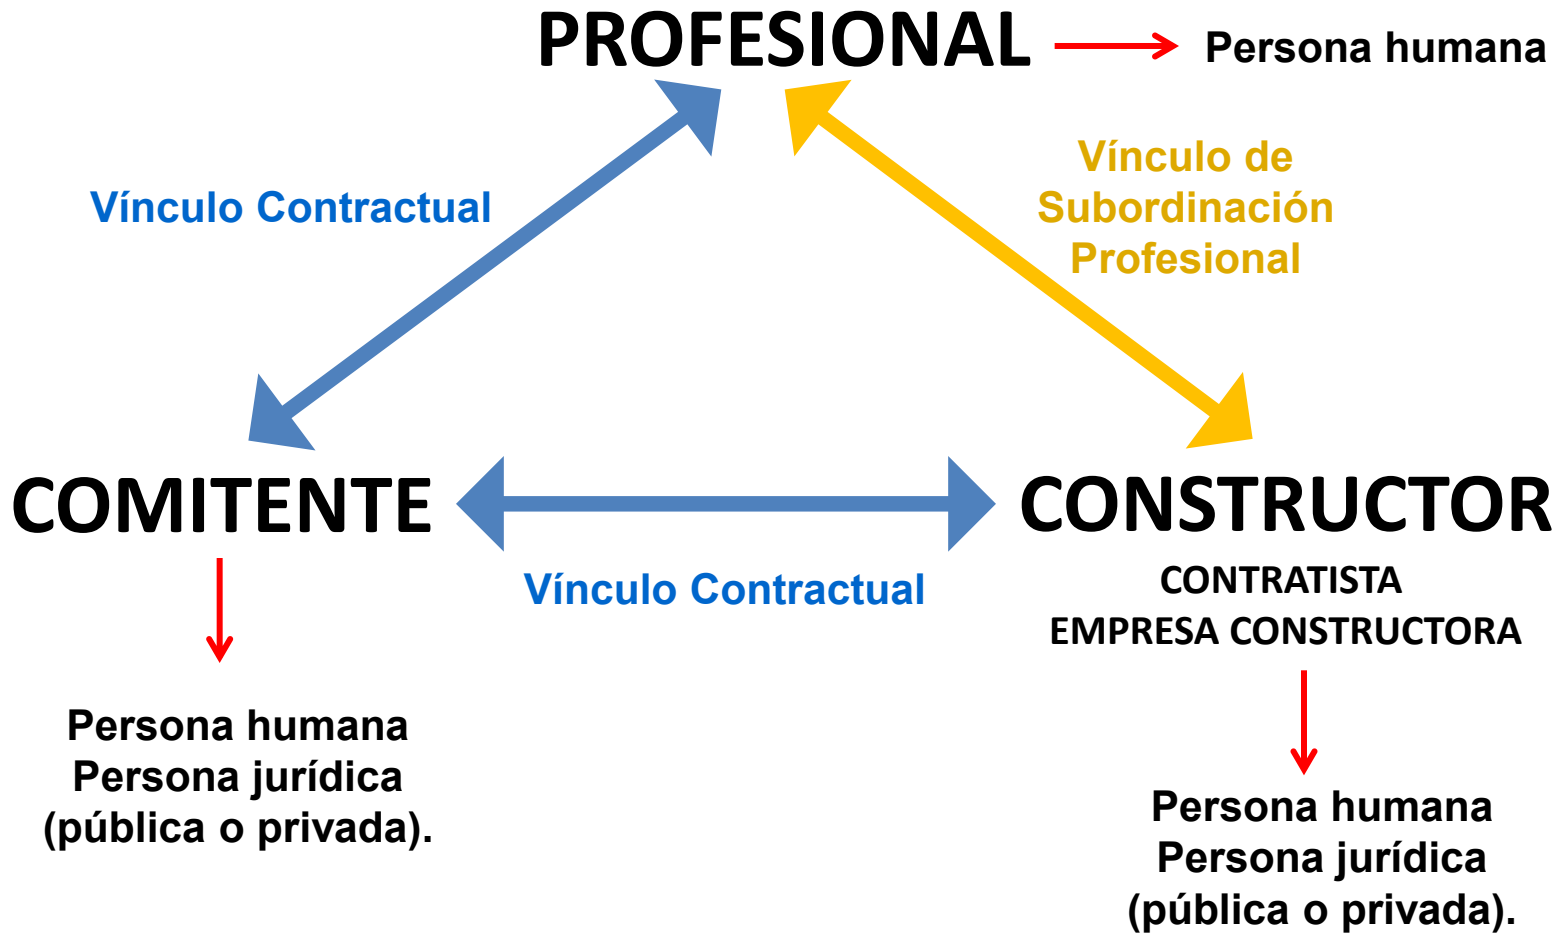 PROFESIONAL
Persona humana
Vínculo Contractual
Vínculo de
Subordinación
Profesional
COMITENTE
CONSTRUCTOR
Vínculo Contractual
CONTRATISTA
EMPRESA CONSTRUCTORA
Persona humana
Persona jurídica
(pública o privada).
Persona humana
Persona jurídica
(pública o privada).